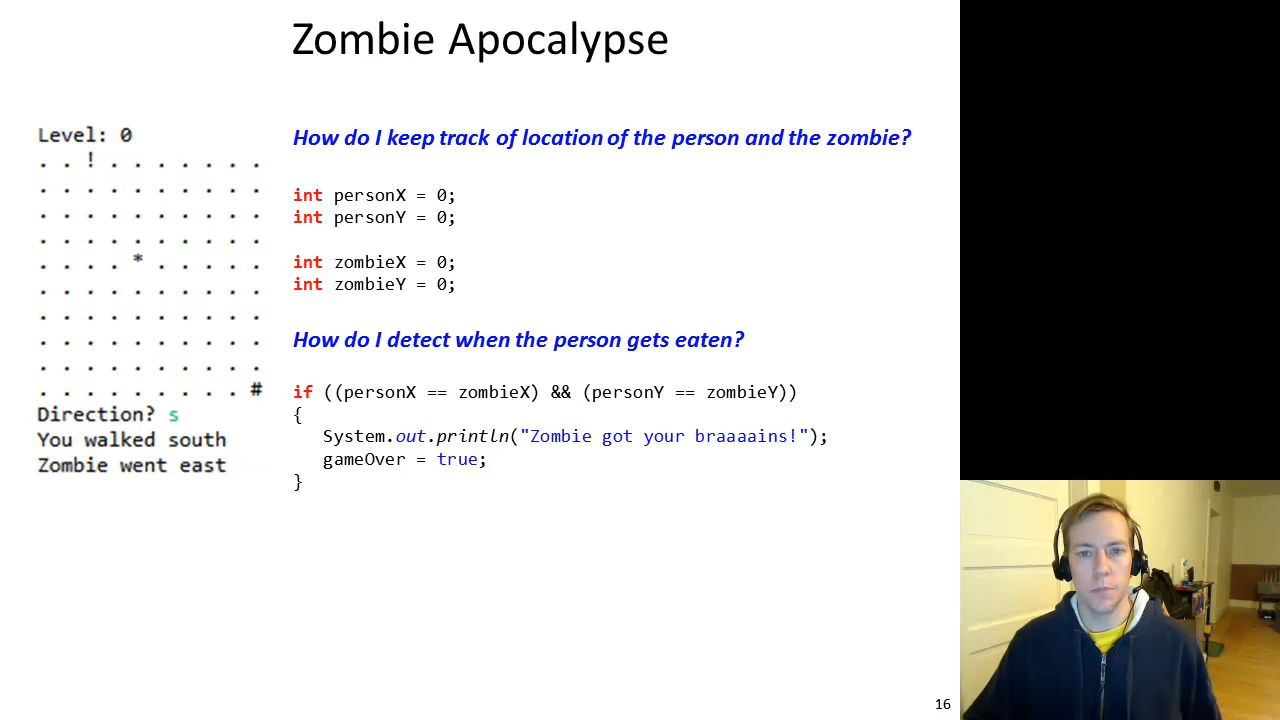 Zombie Apocalypse
Level: 0
. . ! . . . . . . .
. . . . . . . . . .
. . . . . . . . . .
. . . . . . . . . .
. . . . * . . . . .
. . . . . . . . . .
. . . . . . . . . .
. . . . . . . . . .
. . . . . . . . . .
. . . . . . . . . #
Direction? s
You walked south
Zombie went east
How do I keep track of location of the person and the zombie?
int personX = 0;
int personY = 0;
int zombieX = 0;
int zombieY = 0;
How do I detect when the person gets eaten?
if ((personX == zombieX) && (personY == zombieY))
{
System.out.println("Zombie got your braaaains!");
gameOver = true;
}
16